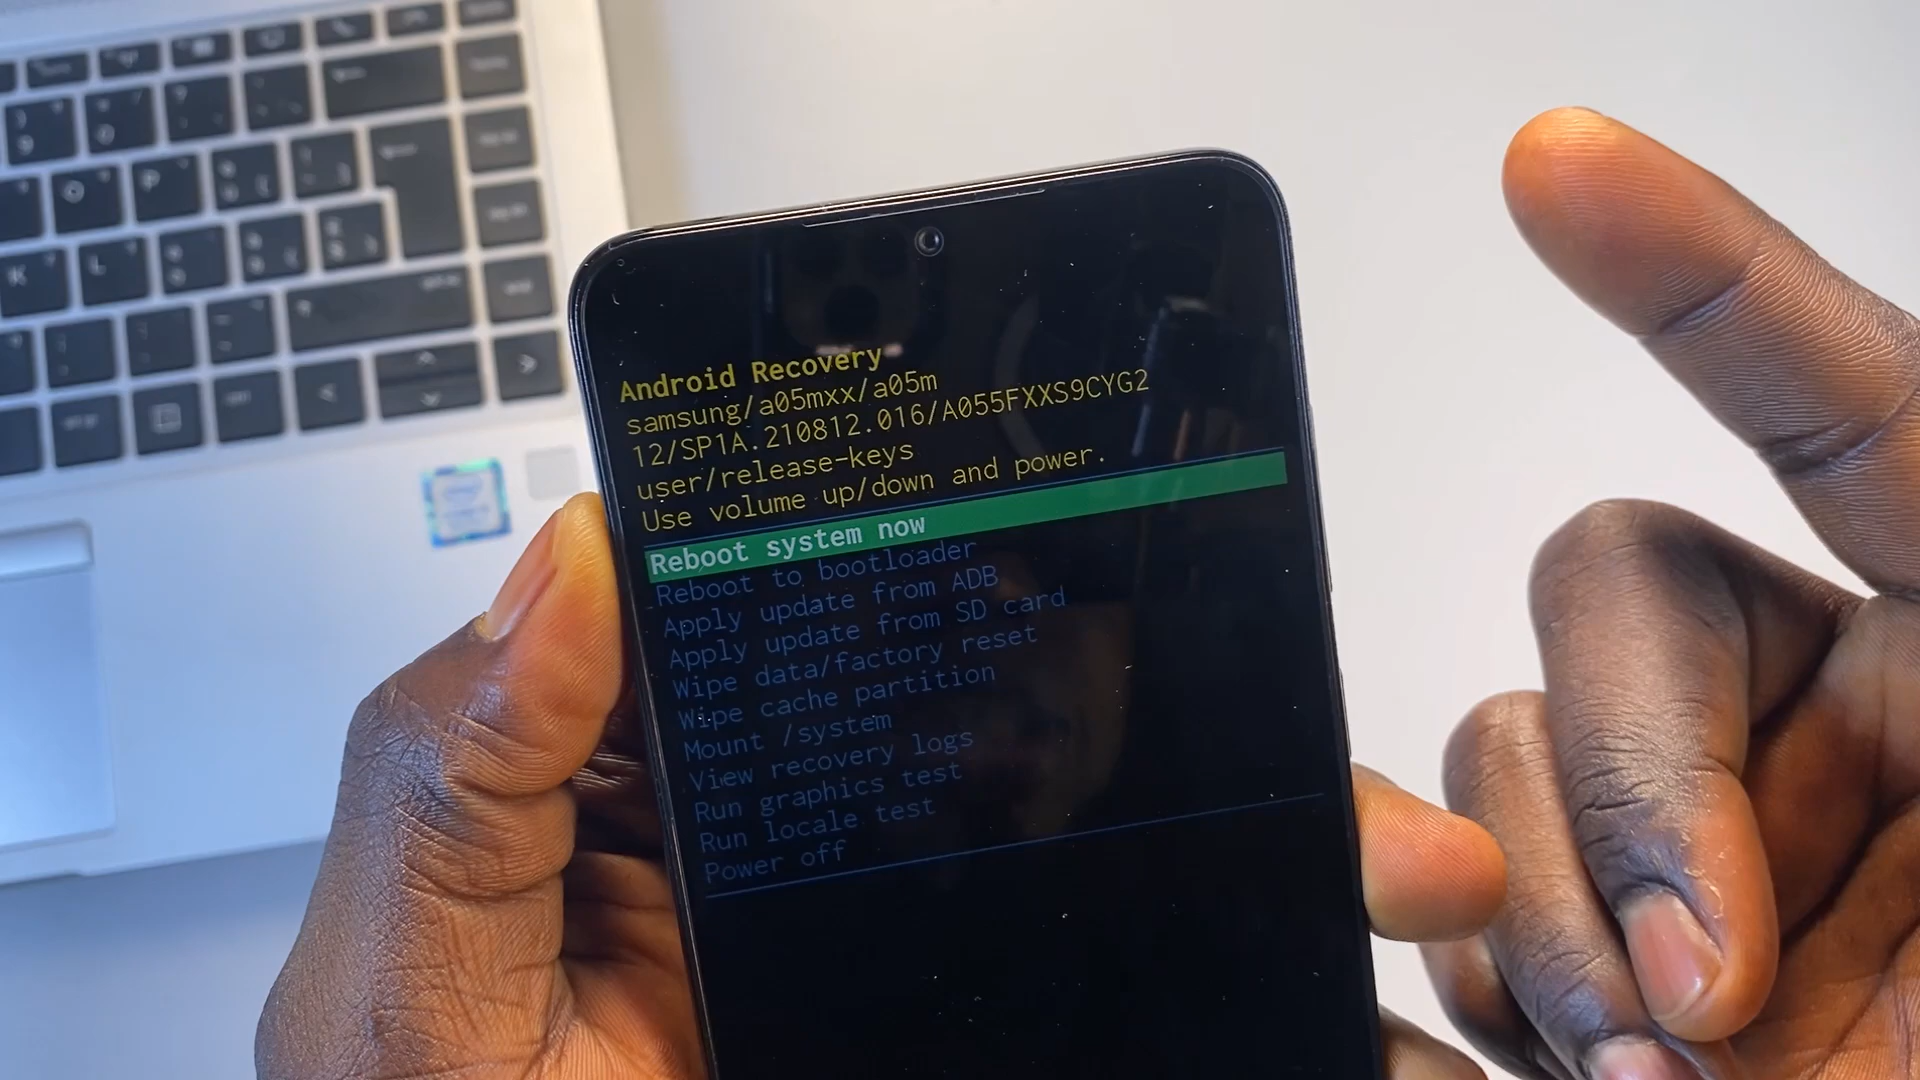 Android Recovery
samsung/a05mxx/a05m
12/SP1A.210812.016/A055FXXS9CYG2
user/release-keys
Use volume up/down and power.
Reboot system now
Reboot to bootloader
Apply update from ADB
Apply update from SD card
Wipe data/factory reset
Wipe cache partition
Mount /system
View recovery logs
Run graphics test
Run locale test
Power off
O
P
K
L